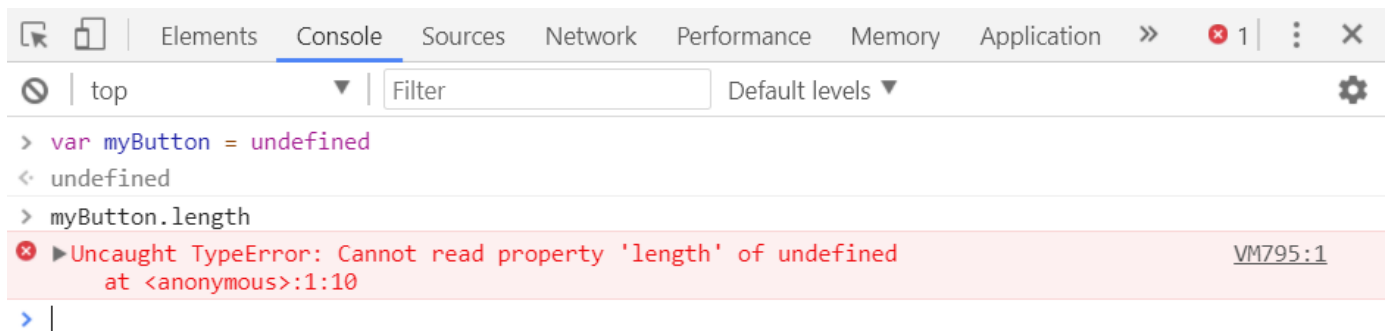 Elements Console Sources Network Performance Memory Application » 1
top Filter Default levels
> var myButton = undefined
undefined
> myButton.length
Uncaught TypeError: Cannot read property 'length' of undefined VM795:1
at <anonymous>:1:10
>